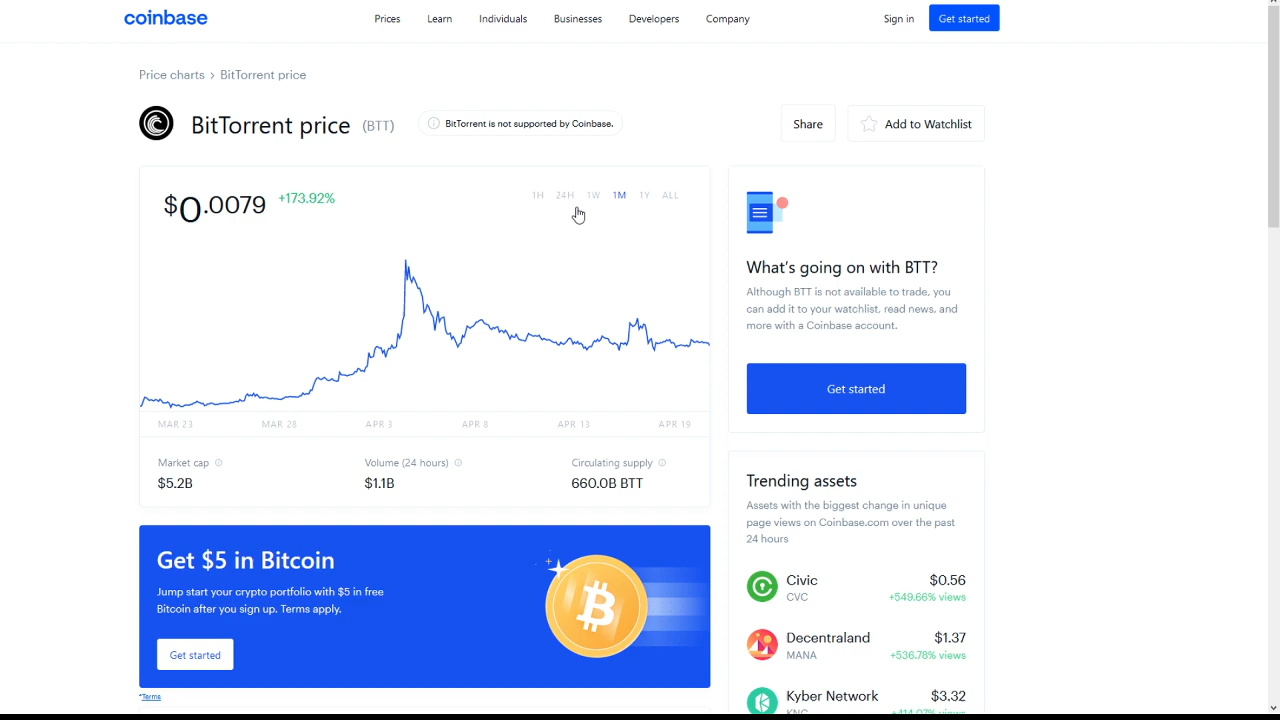 coinbase
Prices Learn Individuals Businesses Developers Company
Sign in Get started
Price charts > BitTorrent price
BitTorrent price (BTT) BitTorrent is not supported by Coinbase.
Share Add to Watchlist
$0.0079 +173.92%
1H 24H 1W 1M 1Y ALL
MAR 23 MAR 28 APR 3 APR 8 APR 13 APR 19
Market cap Volume (24 hours) Circulating supply
$5.2B $1.1B 660.0B BTT
What's going on with BTT?
Although BTT is not available to trade, you
can add it to your watchlist, read news, and
more with a Coinbase account.
Get started
Get $5 in Bitcoin
Jump start your crypto portfolio with $5 in free
Bitcoin after you sign up. Terms apply.
Get started
*Terms
Trending assets
Assets with the biggest change in unique
page views on Coinbase.com over the past
24 hours
Civic $0.56
CVC +549.66% views
Decentraland $1.37
MANA +536.78% views
Kyber Network $3.32
KNC +414.07% views